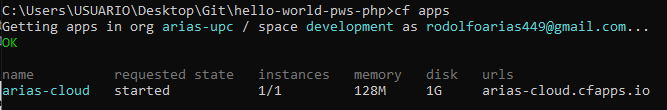 C:\Users\USUARIO\Desktop\Git\hello-world-pws-php>cf apps
Getting apps in org arias-upc / space development as rodolfoarias449@gmail.com...
OK
name requested state instances memory disk urls
arias-cloud started 1/1 128M 1G arias-cloud.cfapps.io